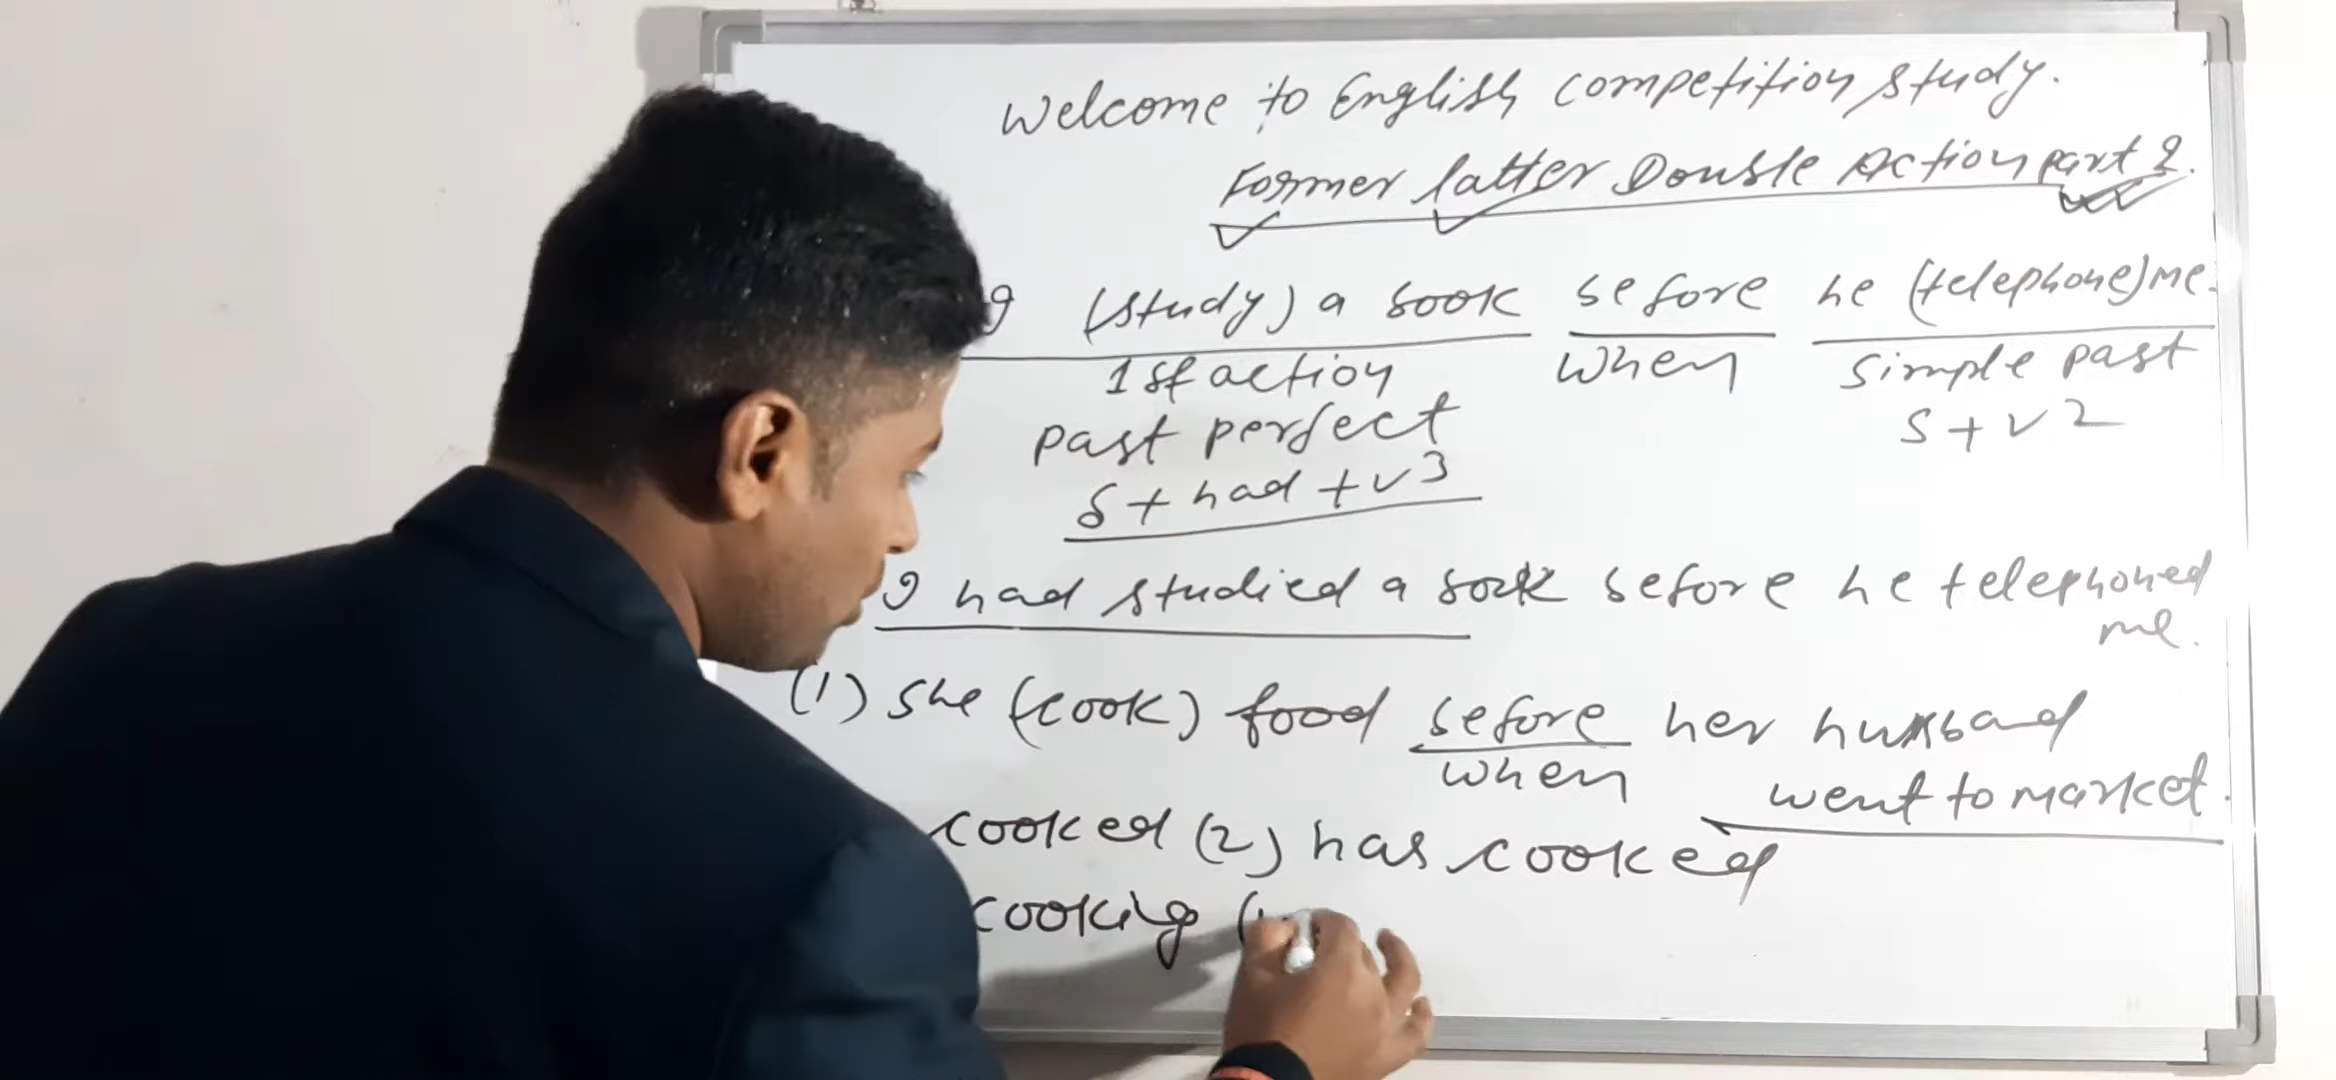 Welcome to English competition study.
Former latter Double Action part 2.
I (study) a book before he (telephone) me.
1st action when simple past
past perfect S + V2
S + had + V3
I had studied a book before he telephoned
me.
(1) She (cook) food before her husband
when went to market.
cooked (2) has cooked
cooking (